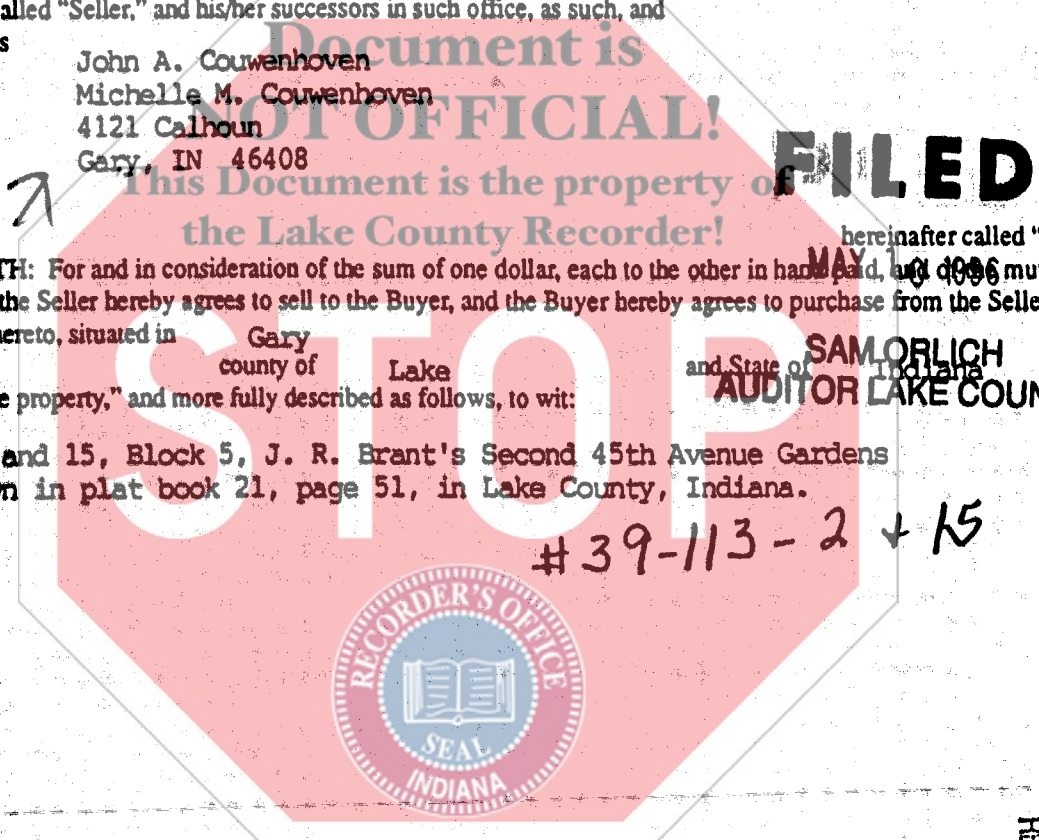 alled "Seller," and his/her successors in such office, as such, and
s
Document is
John A. Couwenhoven
Michelle M. Couwenhoven
NOT OFFICIAL!
4121 Calhoun
Gary, IN 46408
FILED
This Document is the property of
the Lake County Recorder!
hereinafter called "
TH: For and in consideration of the sum of one dollar, each to the other in hand paid, and of the mu
MAY 1 1996
the Seller hereby agrees to sell to the Buyer, and the Buyer hereby agrees to purchase from the Selle
hereto, situated in Gary
SAM ORLICH
county of Lake and State of Indiana
AUDITOR LAKE COUN
e property," and more fully described as follows, to wit:
and 15, Block 5, J. R. Brant's Second 45th Avenue Gardens
n in plat book 21, page 51, in Lake County, Indiana.
STOP
#39-113-2 + 15
RECORDER'S OFFICE
SEAL
INDIANA